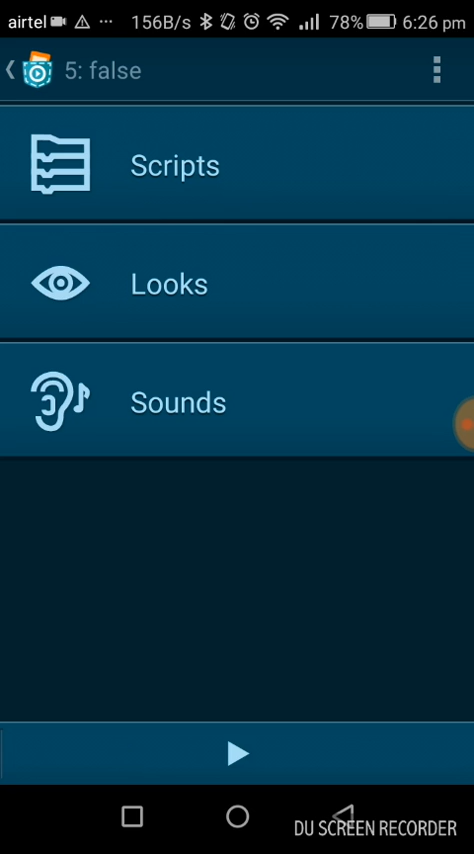 airtel ... 156B/s 78% 6:26 pm
5: false
Scripts
Looks
Sounds
DU SCREEN RECORDER